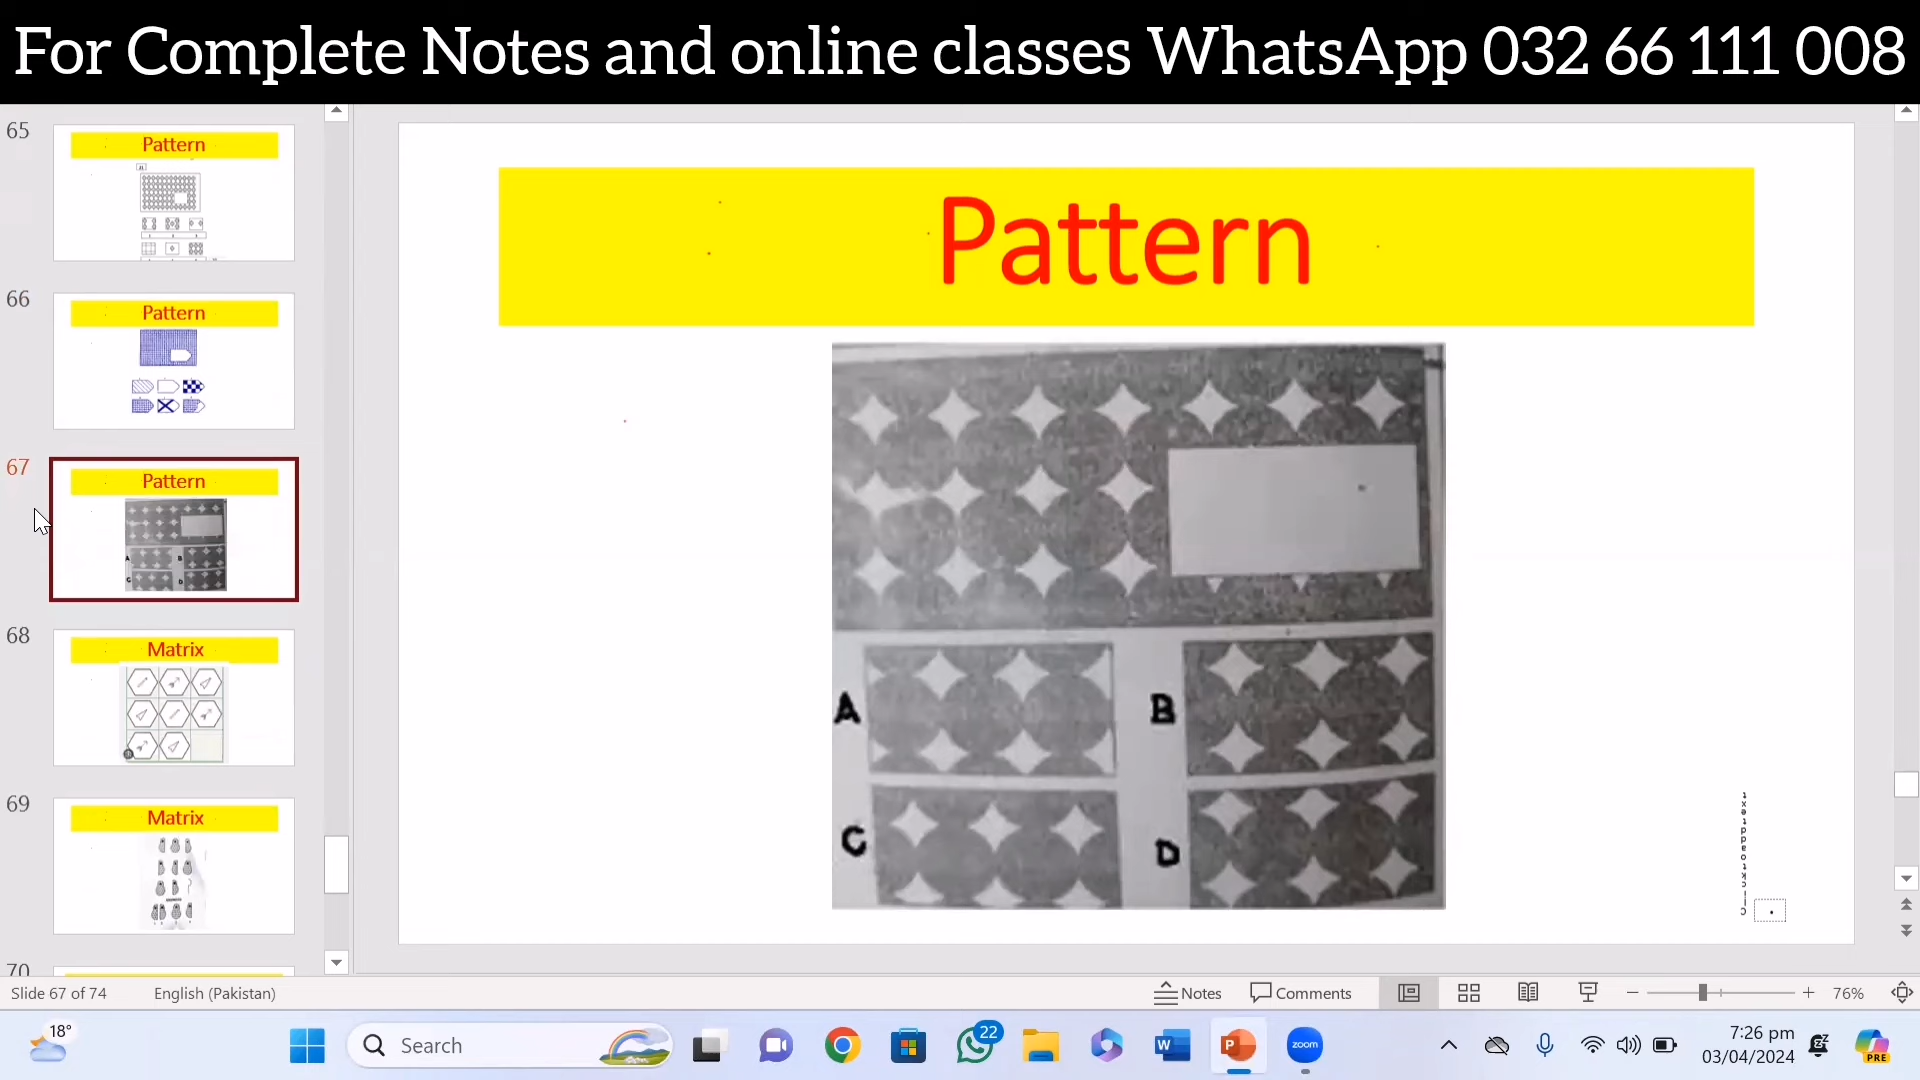 For Complete Notes and online classes WhatsApp 032 66 111 008
65
Pattern
66
Pattern
67
Pattern
68
Matrix
69
Matrix
70
Pattern
A
B
C
D
Slide 67 of 74
English (Pakistan)
Notes
Comments
76%
18°
Search
22
W
P
zoom
7:26 pm
03/04/2024
PRE